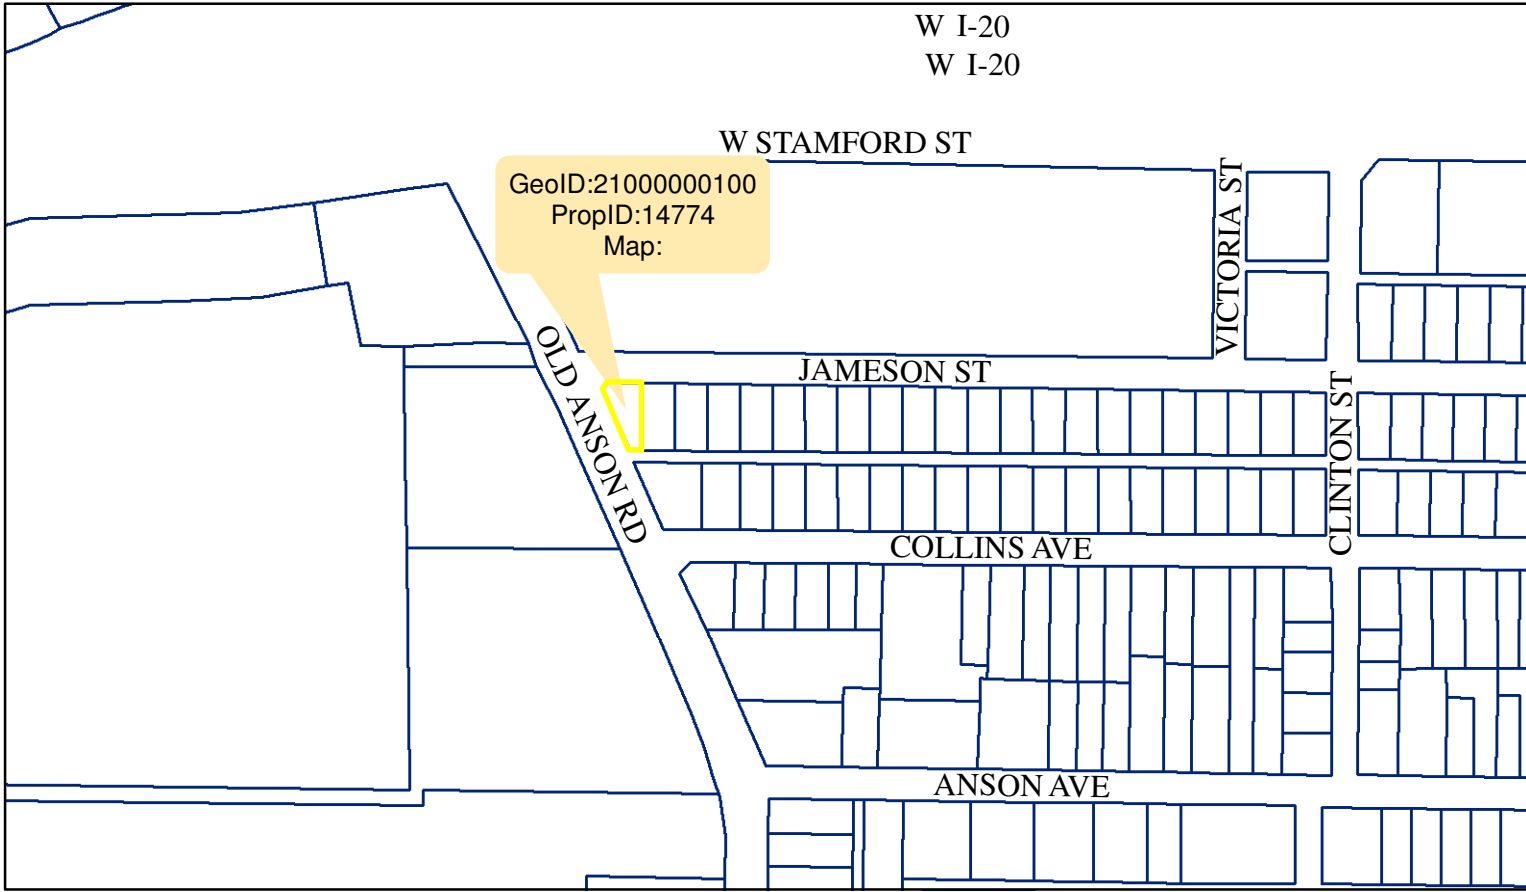 W I-20
W I-20
W STAMFORD ST
GeoID:21000000100
PropID:14774
Map:
VICTORIA ST
OLD ANSON RD
JAMESON ST
CLINTON ST
COLLINS AVE
ANSON AVE